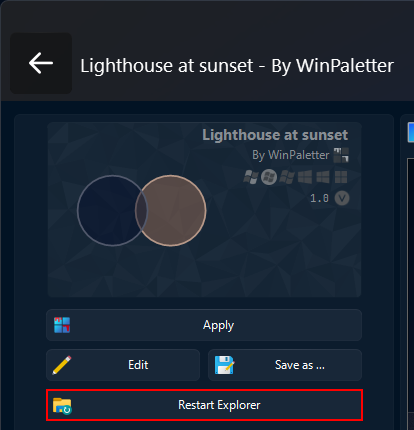 Lighthouse at sunset - By WinPaletter
Lighthouse at sunset
By WinPaletter
1.0 V
Apply
Edit
Save as ...
Restart Explorer